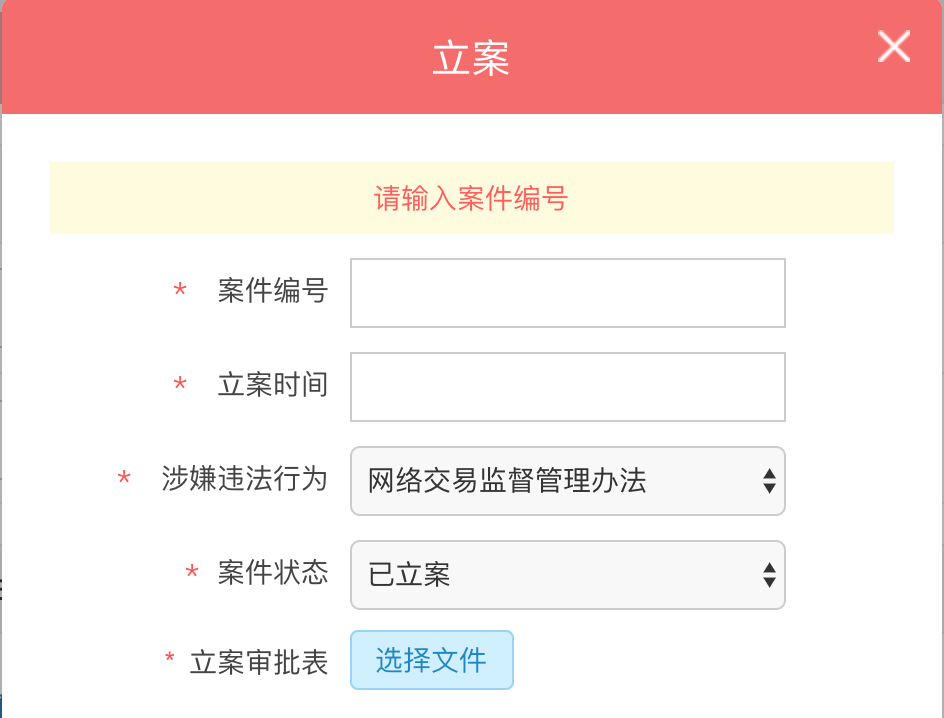 立案
请输入案件编号
* 案件编号
* 立案时间
* 涉嫌违法行为 网络交易监督管理办法
* 案件状态 已立案
* 立案审批表 选择文件